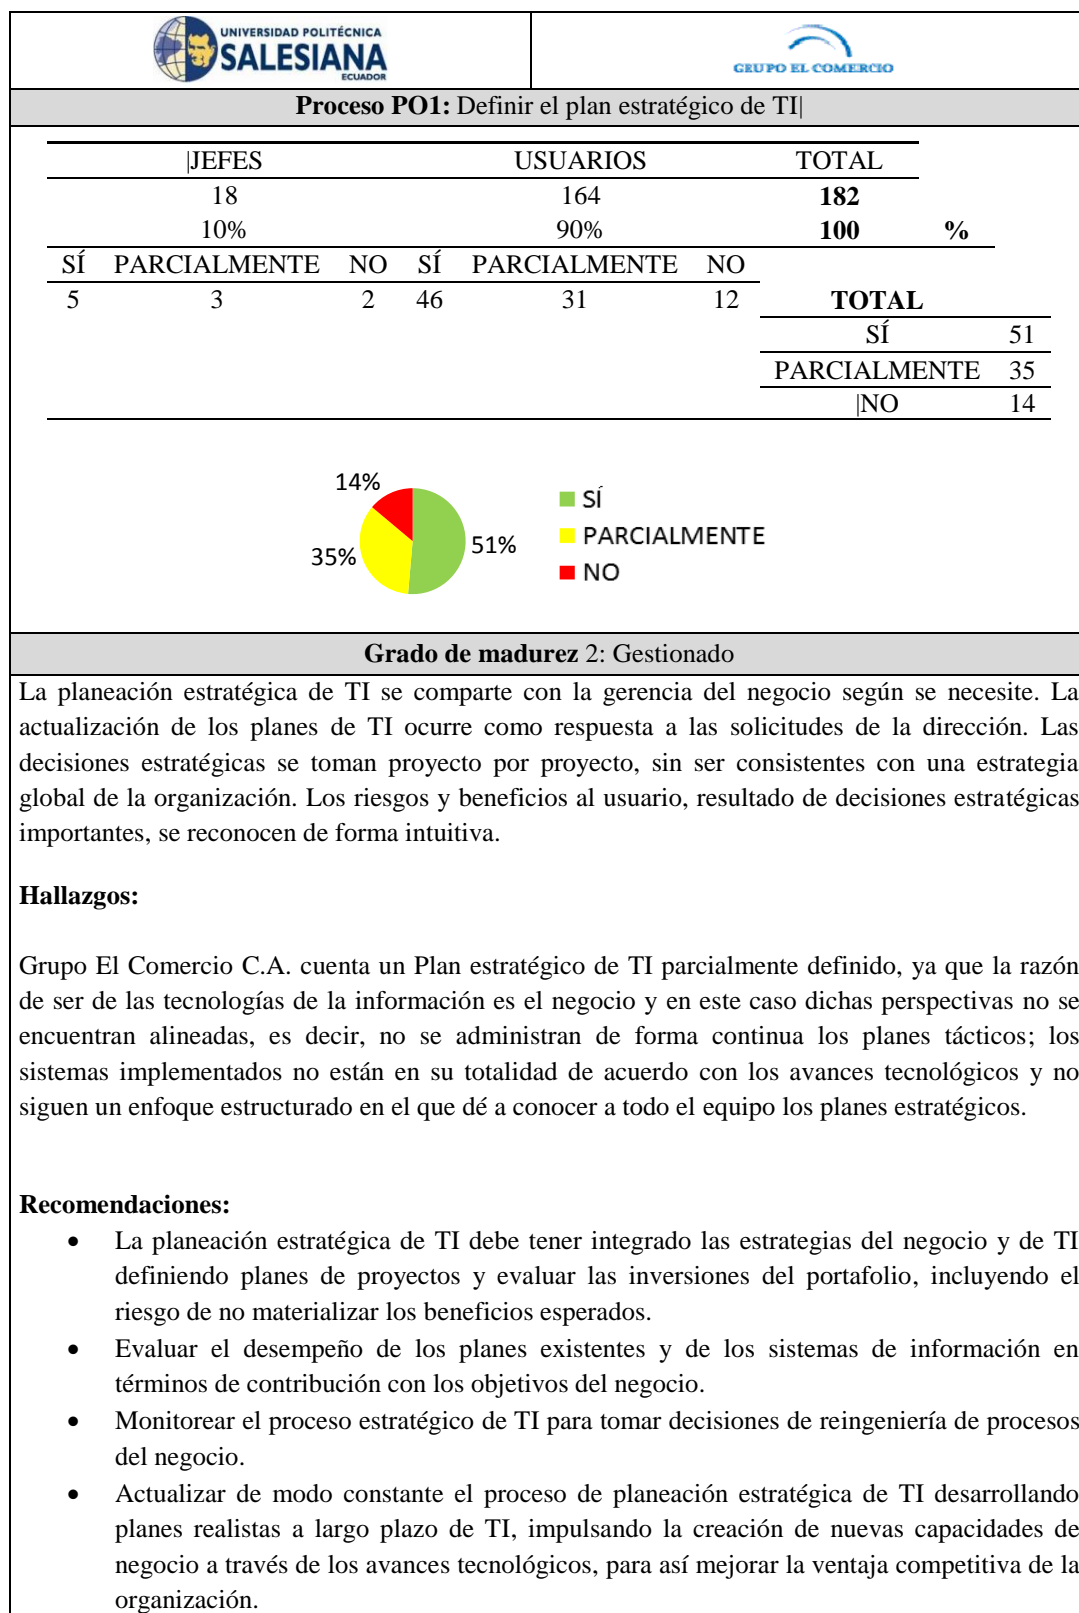 UNIVERSIDAD POLITÉCNICA
SALESIANA
ECUADOR
GRUPO EL COMERCIO
Proceso PO1: Definir el plan estratégico de TI|
|JEFES USUARIOS TOTAL
18 164 182
10% 90% 100 %
SÍ PARCIALMENTE NO SÍ PARCIALMENTE NO
5 3 2 46 31 12 TOTAL
SÍ 51
PARCIALMENTE 35
|NO 14
14%
35%
51%
SÍ
PARCIALMENTE
NO
Grado de madurez 2: Gestionado
La planeación estratégica de TI se comparte con la gerencia del negocio según se necesite. La
actualización de los planes de TI ocurre como respuesta a las solicitudes de la dirección. Las
decisiones estratégicas se toman proyecto por proyecto, sin ser consistentes con una estrategia
global de la organización. Los riesgos y beneficios al usuario, resultado de decisiones estratégicas
importantes, se reconocen de forma intuitiva.
Hallazgos:
Grupo El Comercio C.A. cuenta un Plan estratégico de TI parcialmente definido, ya que la razón
de ser de las tecnologías de la información es el negocio y en este caso dichas perspectivas no se
encuentran alineadas, es decir, no se administran de forma continua los planes tácticos; los
sistemas implementados no están en su totalidad de acuerdo con los avances tecnológicos y no
siguen un enfoque estructurado en el que dé a conocer a todo el equipo los planes estratégicos.
Recomendaciones:
• La planeación estratégica de TI debe tener integrado las estrategias del negocio y de TI
definiendo planes de proyectos y evaluar las inversiones del portafolio, incluyendo el
riesgo de no materializar los beneficios esperados.
• Evaluar el desempeño de los planes existentes y de los sistemas de información en
términos de contribución con los objetivos del negocio.
• Monitorear el proceso estratégico de TI para tomar decisiones de reingeniería de procesos
del negocio.
• Actualizar de modo constante el proceso de planeación estratégica de TI desarrollando
planes realistas a largo plazo de TI, impulsando la creación de nuevas capacidades de
negocio a través de los avances tecnológicos, para así mejorar la ventaja competitiva de la
organización.